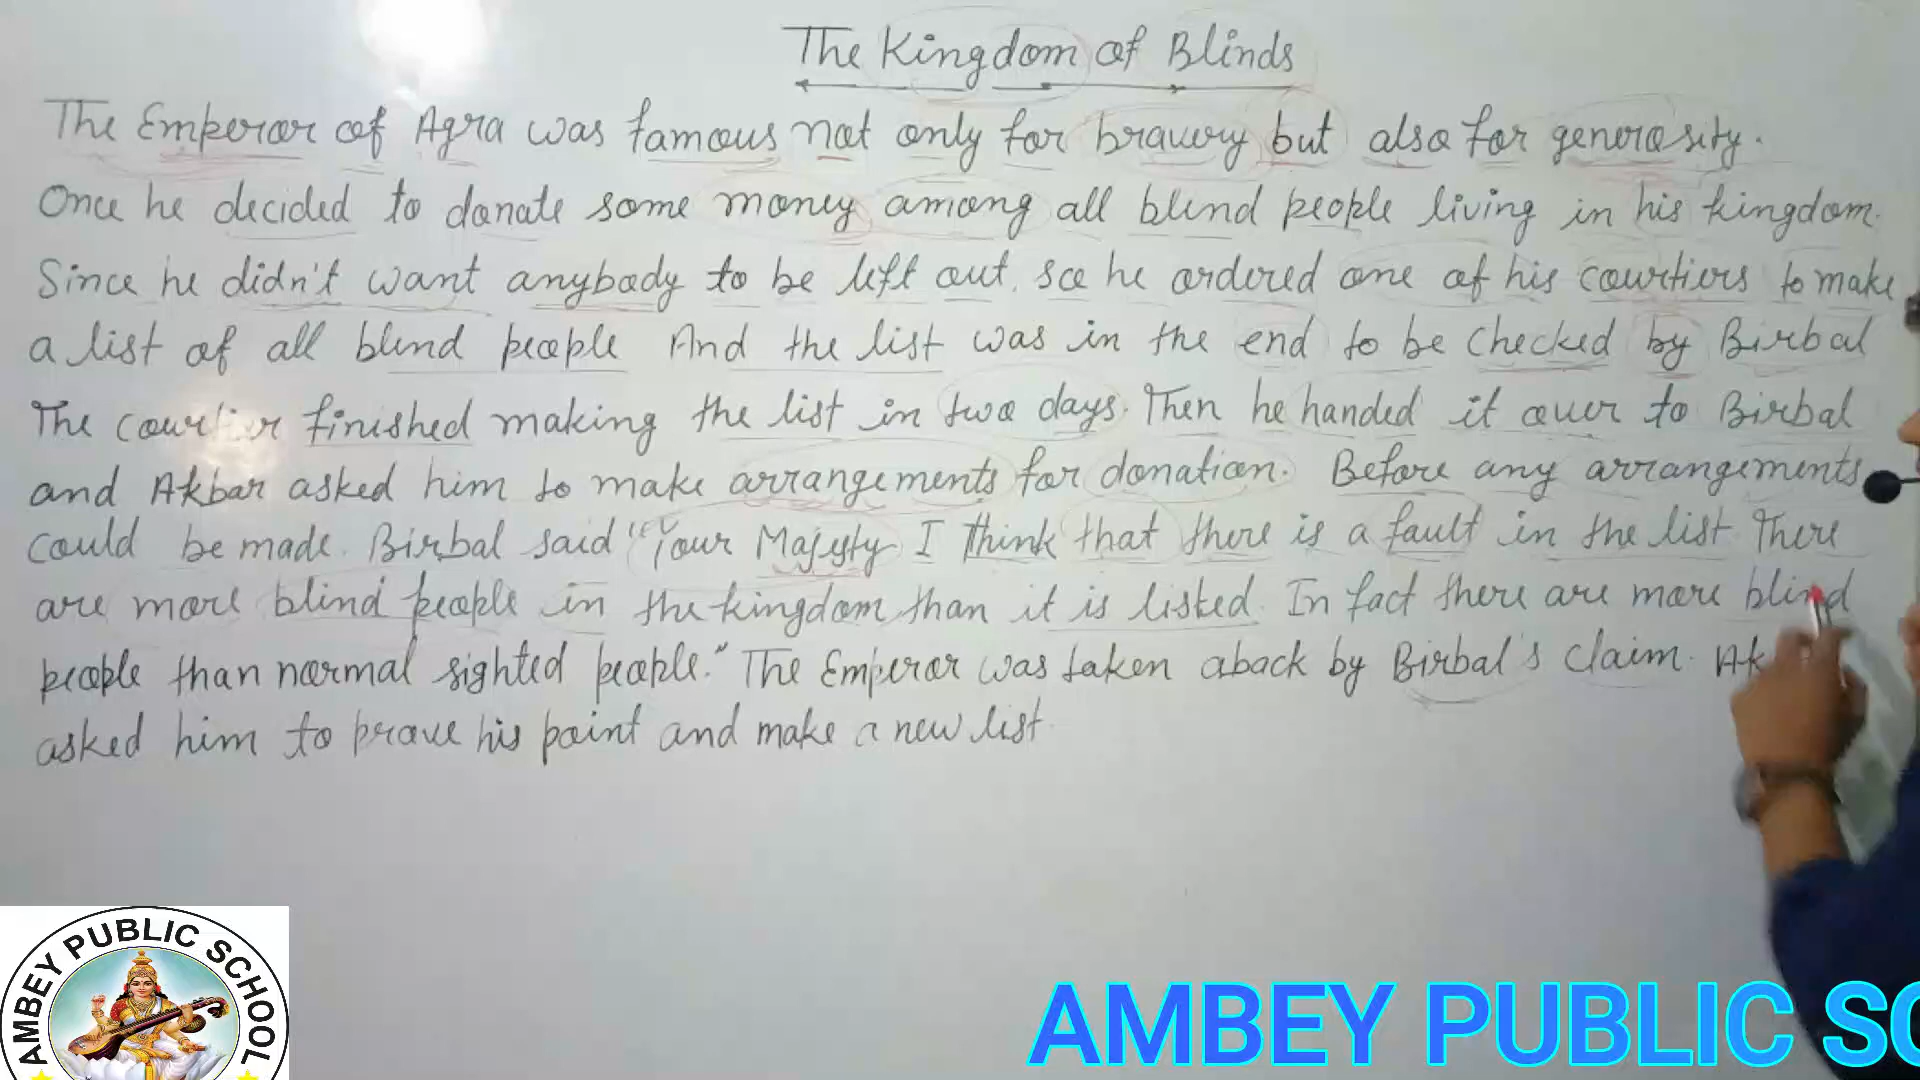 The Kingdom of Blinds
The Emperor of Agra was famous not only for bravery but also for generosity.
Once he decided to donate some money among all blind people living in his kingdom.
Since he didn't want anybody to be left out, so he ordered one of his courtiers to make
a list of all blind people And the list was in the end to be checked by Birbal
The courtier finished making the list in two days. Then he handed it over to Birbal
and Akbar asked him to make arrangements for donation. Before any arrangements
could be made. Birbal said "Your Majesty I think that there is a fault in the list There
are more blind people in the kingdom than it is listed. In fact there are more blind
people than normal sighted people." The Emperor was taken aback by Birbal's claim. Ak
asked him to prove his point and make a new list.
AMBEY PUBLIC SCHOOL
AMBEY PUBLIC SC